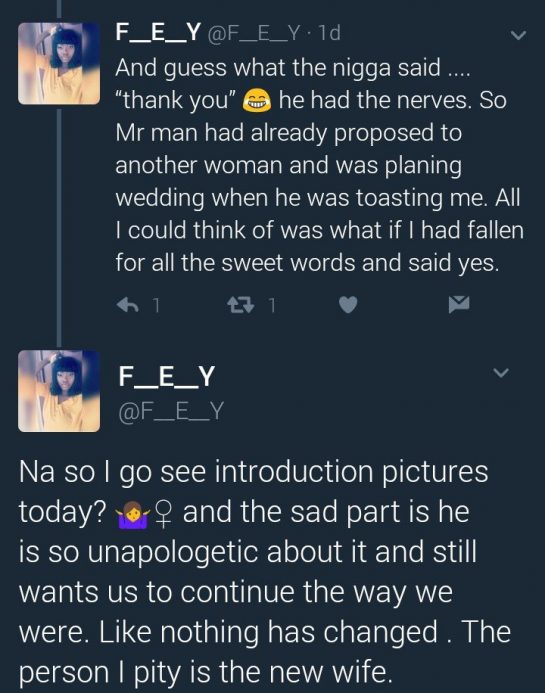 F__E__Y @F__E__Y · 1d
And guess what the nigga said ....
“thank you” 😂 he had the nerves. So
Mr man had already proposed to
another woman and was planing
wedding when he was toasting me. All
I could think of was what if I had fallen
for all the sweet words and said yes.
1 1
F__E__Y
@F__E__Y
Na so I go see introduction pictures
today? 🤷♀ and the sad part is he
is so unapologetic about it and still
wants us to continue the way we
were. Like nothing has changed . The
person I pity is the new wife.